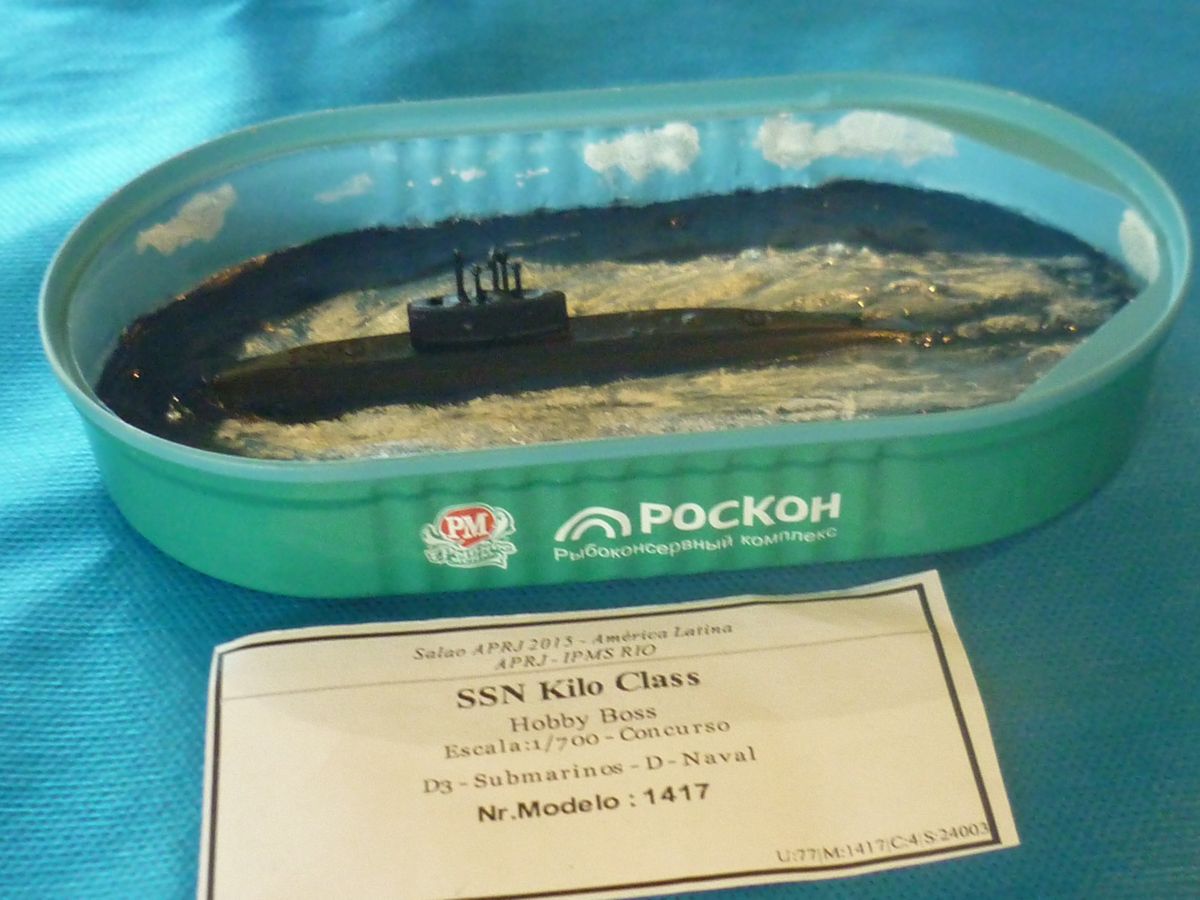 PM
РОСКОН
Рыбоконсервный комплекс
Salao APRJ 2015 - América Latina
APRJ - IPMS RIO
SSN Kilo Class
Hobby Boss
Escala:1/700 - Concurso
D3 - Submarinos - D - Naval
Nr.Modelo : 1417
U:77|M:1417|C:4|S:24003